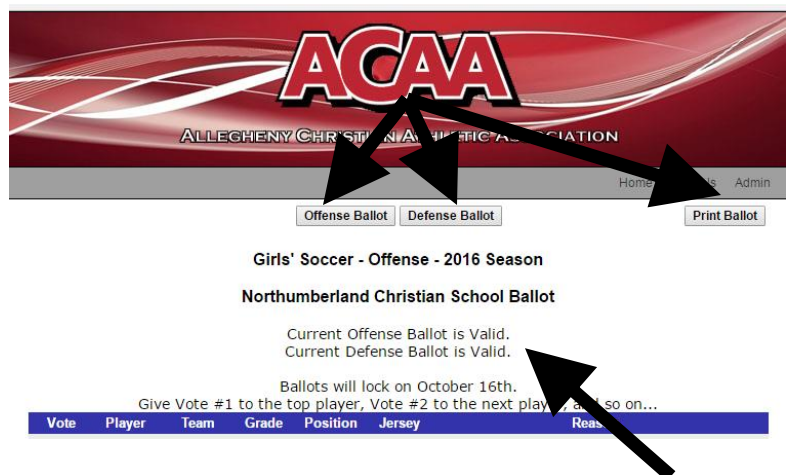 ACAA
ALLEGHENY CHRISTIAN ATHLETIC ASSOCIATION
Home Admin
Offense Ballot Defense Ballot Print Ballot
Girls' Soccer - Offense - 2016 Season
Northumberland Christian School Ballot
Current Offense Ballot is Valid.
Current Defense Ballot is Valid.
Ballots will lock on October 16th.
Give Vote #1 to the top player, Vote #2 to the next player, and so on...
Vote Player Team Grade Position Jersey